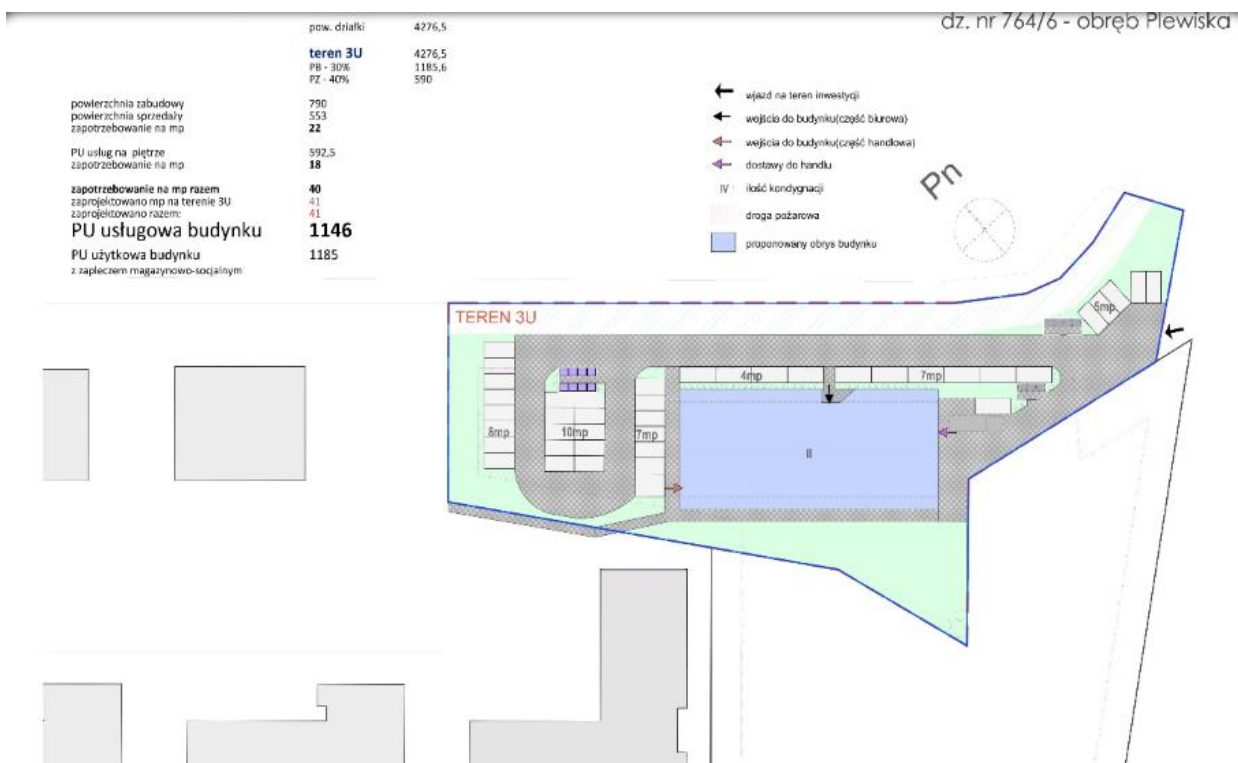 dz. nr 764/6 - obręb Plewiska
pow. działki 4276,5
teren 3U 4276,5
PB - 30% 1185,6
PZ - 40% 590
powierzchnia zabudowy 790
powierzchnia sprzedaży 553
zapotrzebowanie na mp 22
PU usług na piętrze 592,5
zapotrzebowanie na mp 18
zapotrzebowanie na mp razem 40
zaprojektowano mp na terenie 3U 41
zaprojektowano razem: 41
PU usługowa budynku 1146
PU użytkowa budynku 1185
z zapleczem magazynowo-socjalnym
wjazd na teren inwestycji
wejścia do budynku(część biurowa)
wejścia do budynku(część handlowa)
dostawy do handlu
IV ilość kondygnacji
droga pożarowa
proponowany obrys budynku
Pn
TEREN 3U
5mp
4mp
7mp
8mp
10mp
7mp
II